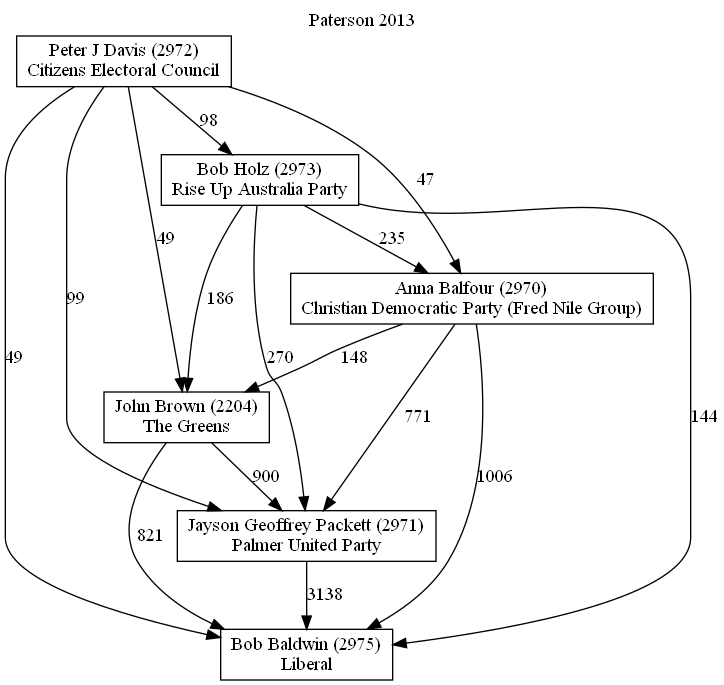 Paterson 2013
Peter J Davis (2972)
Citizens Electoral Council
98
Bob Holz (2973)
Rise Up Australia Party
47
49
235
Anna Balfour (2970)
Christian Democratic Party (Fred Nile Group)
99
186
49
270
148
144
John Brown (2204)
The Greens
771
900
1006
821
Jayson Geoffrey Packett (2971)
Palmer United Party
3138
Bob Baldwin (2975)
Liberal